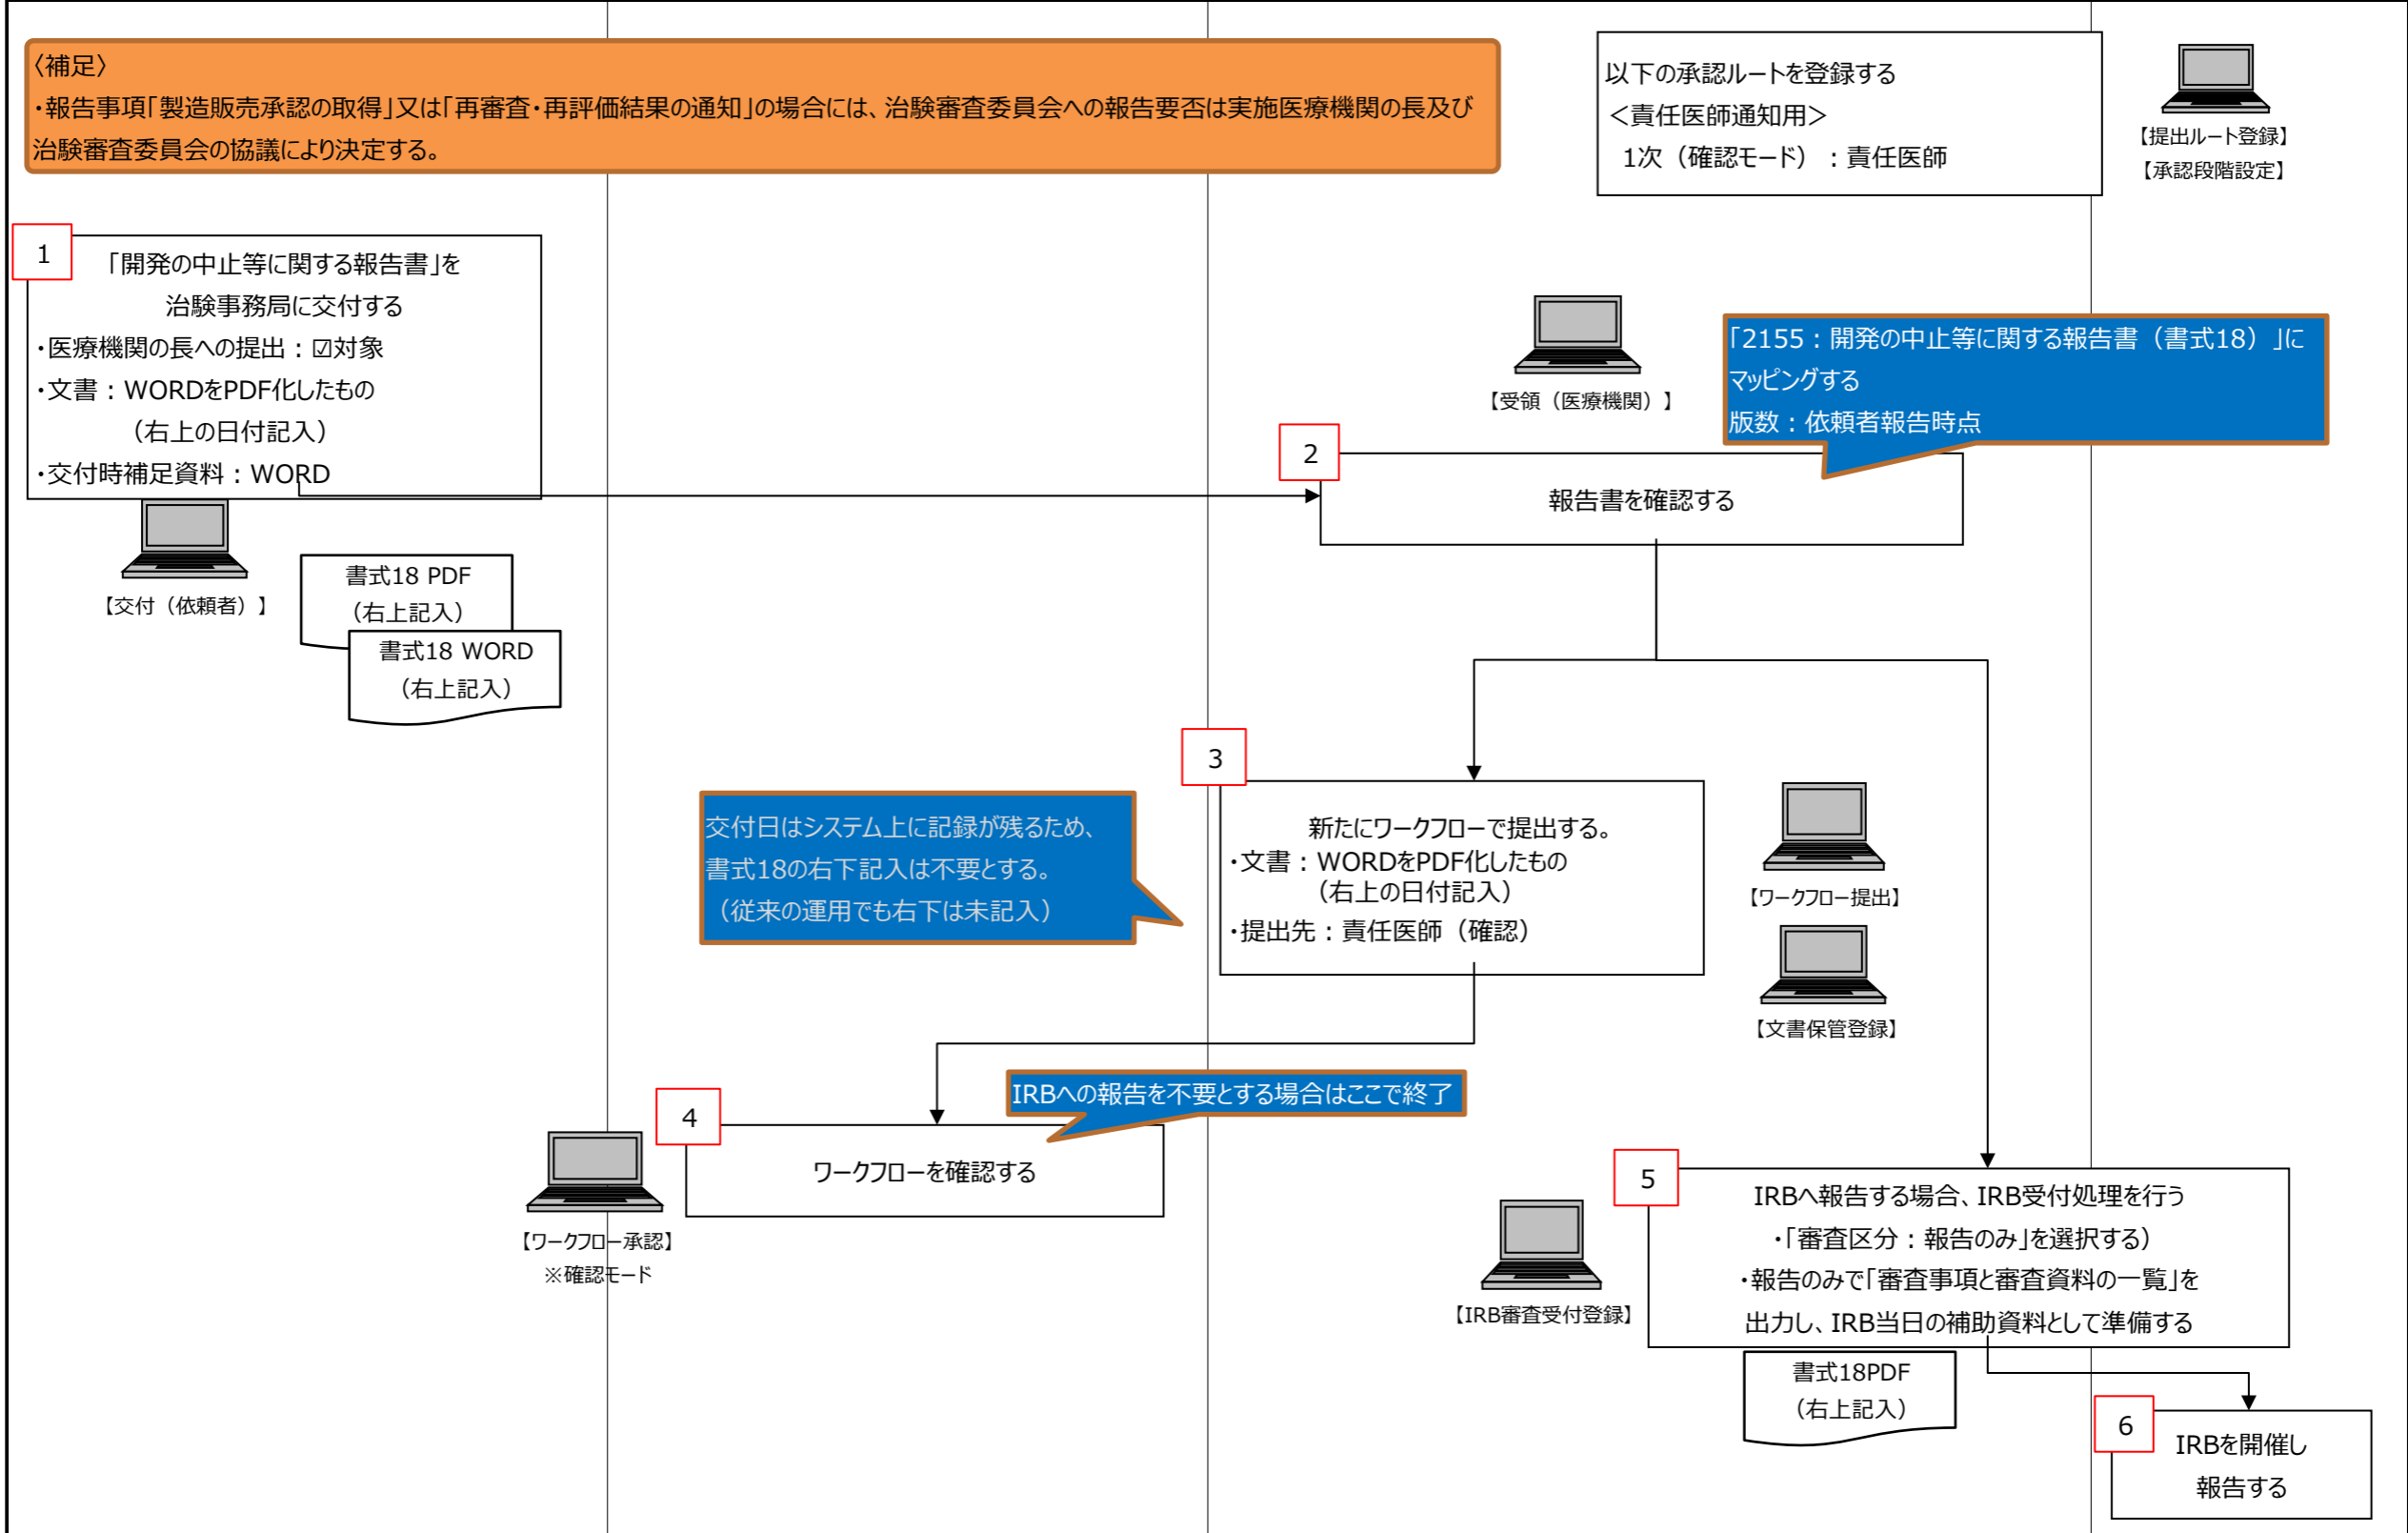 〈補足〉
・報告事項「製造販売承認の取得」又は「再審査・再評価結果の通知」の場合には、治験審査委員会への報告要否は実施医療機関の長及び
治験審査委員会の協議により決定する。
以下の承認ルートを登録する
＜責任医師通知用＞
1次（確認モード）：責任医師
【提出ルート登録】
【承認段階設定】
1
「開発の中止等に関する報告書」を
治験事務局に交付する
・医療機関の長への提出：☑対象
・文書：WORDをPDF化したもの
（右上の日付記入）
・交付時補足資料：WORD
【交付（依頼者）】
書式18 PDF
（右上記入）
書式18 WORD
（右上記入）
【受領（医療機関）】
「2155：開発の中止等に関する報告書（書式18）」に
マッピングする
版数：依頼者報告時点
2
報告書を確認する
3
新たにワークフローで提出する。
・文書：WORDをPDF化したもの
（右上の日付記入）
・提出先：責任医師（確認）
交付日はシステム上に記録が残るため、
書式18の右下記入は不要とする。
（従来の運用でも右下は未記入）
【ワークフロー提出】
【文書保管登録】
IRBへの報告を不要とする場合はここで終了
4
ワークフローを確認する
【ワークフロー承認】
※確認モード
5
IRBへ報告する場合、IRB受付処理を行う
・「審査区分：報告のみ」を選択する）
・報告のみで「審査事項と審査資料の一覧」を
出力し、IRB当日の補助資料として準備する
【IRB審査受付登録】
書式18PDF
（右上記入）
6
IRBを開催し
報告する